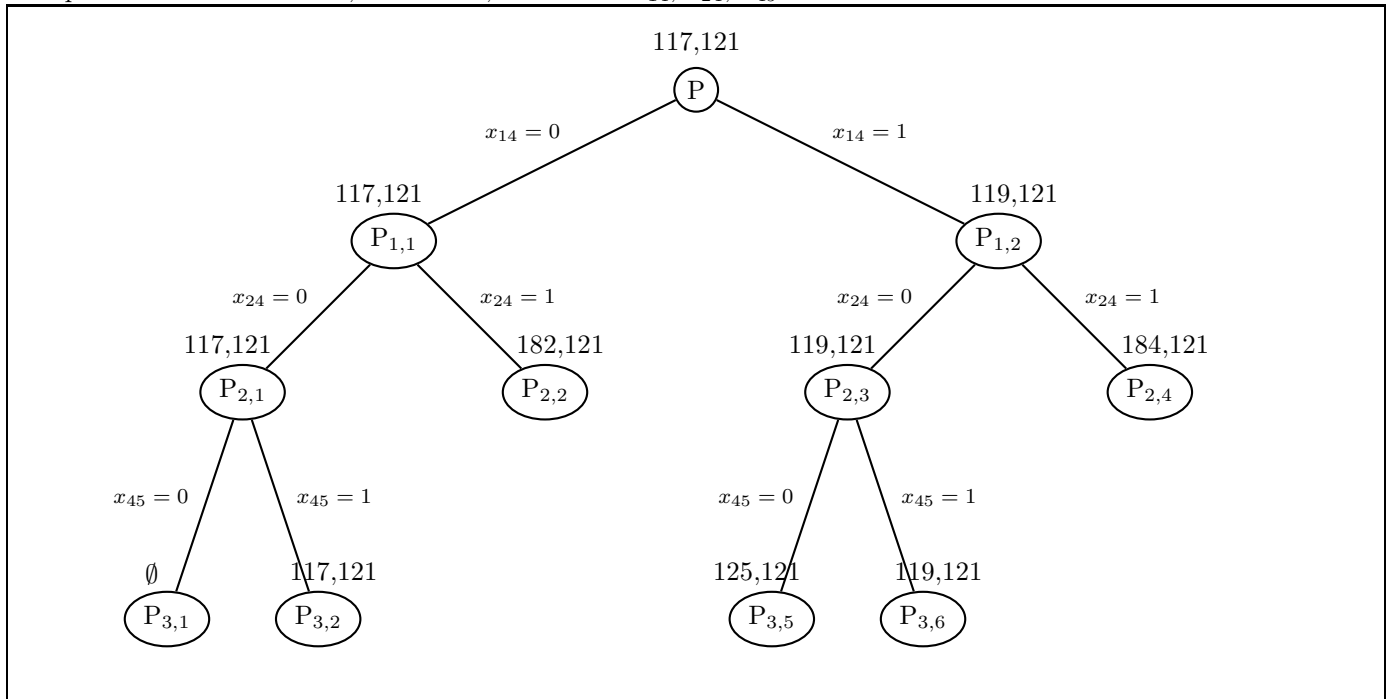 117,121
P
x₁₄ = 0 x₁₄ = 1
117,121 119,121
P₁,₁ P₁,₂
x₂₄ = 0 x₂₄ = 1 x₂₄ = 0 x₂₄ = 1
117,121 182,121 119,121 184,121
P₂,₁ P₂,₂ P₂,₃ P₂,₄
x₄₅ = 0 x₄₅ = 1 x₄₅ = 0 x₄₅ = 1
∅ 117,121 125,121 119,121
P₃,₁ P₃,₂ P₃,₅ P₃,₆